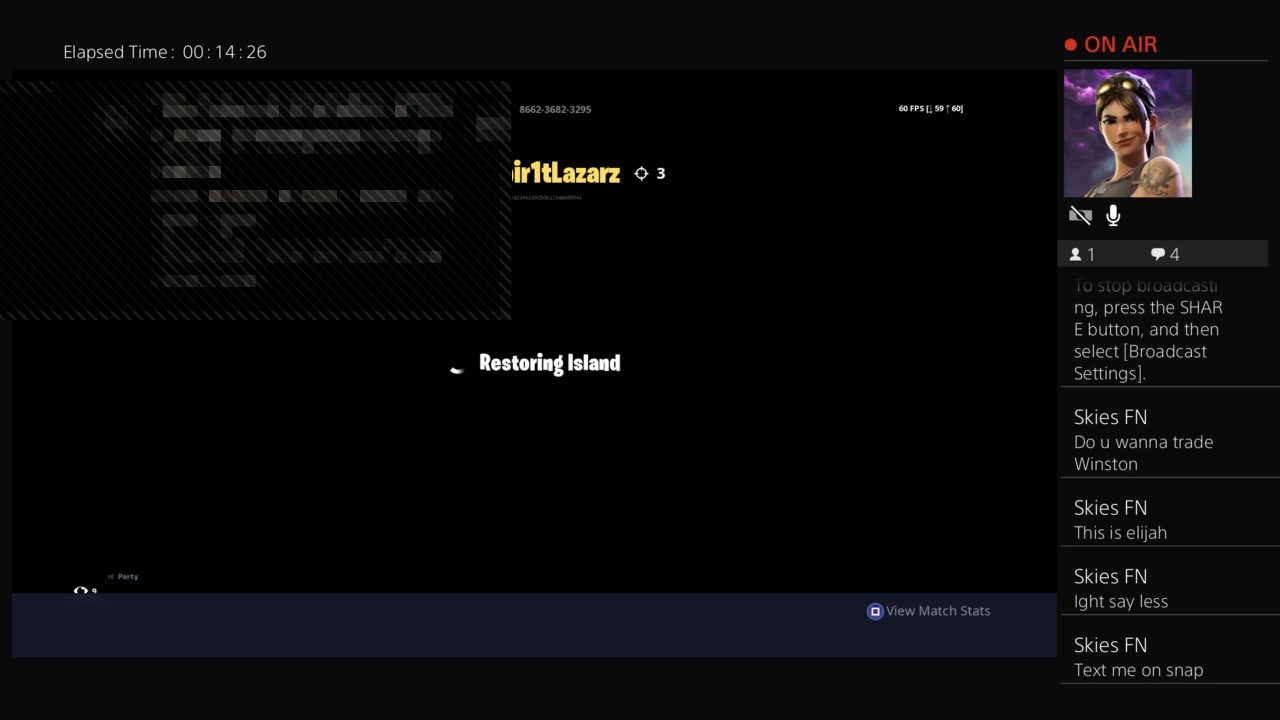 Elapsed Time: 00:14:26
ON AIR
8662-3682-3295
60 FPS [↓ 59 ↑ 60]
ir1tLazarz 3
1 4
To stop broadcasti
ng, press the SHAR
E button, and then
select [Broadcast
Settings].
Restoring Island
Skies FN
Do u wanna trade
Winston
Skies FN
This is elijah
Skies FN
Ight say less
Skies FN
Text me on snap
Party
9
View Match Stats